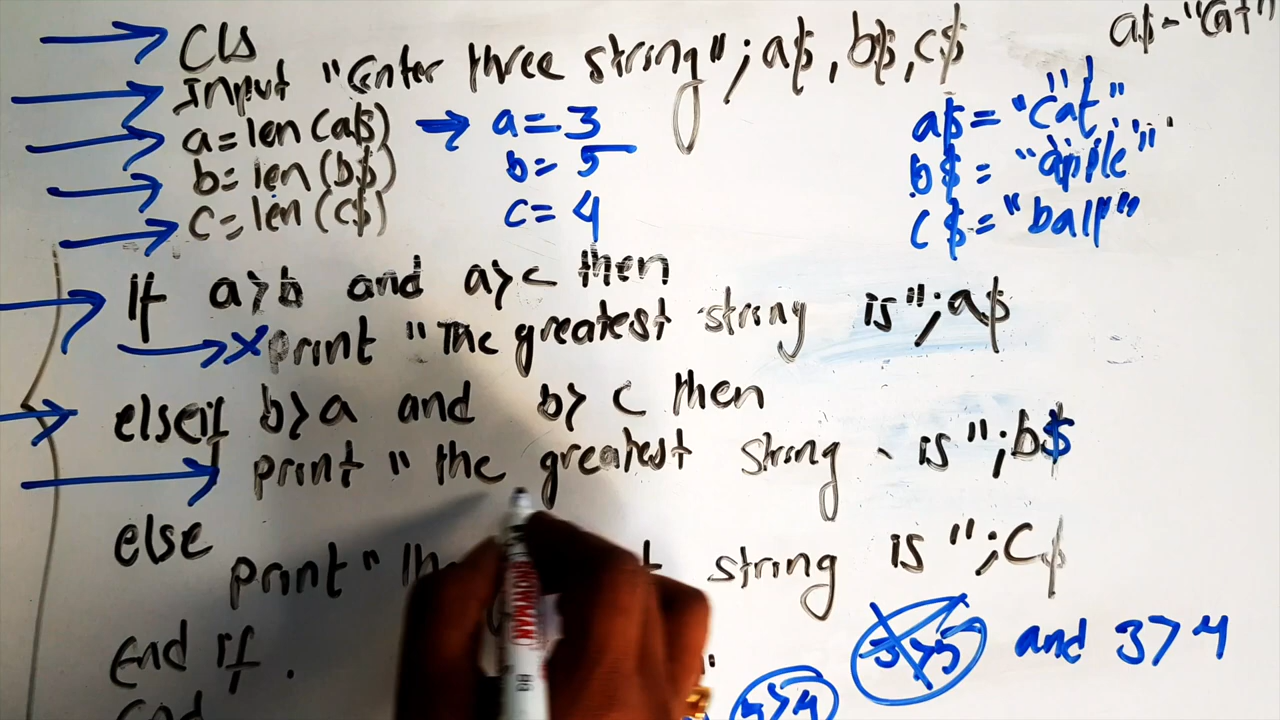 Cls
a$="Cat"
Input "Enter three string"; a$, b$, c$
a=len(a$) → a=3
a$="cat"
b=len(b$) b=5
b$="apple"
c=len(c$) c=4
c$="ball"
If a>b and a>c then
print "The greatest string is"; a$
elseif b>a and b>c then
print "the greatest string is"; b$
else
print "the string is"; c$
End if.
and 3>4
End
SNOWMAN